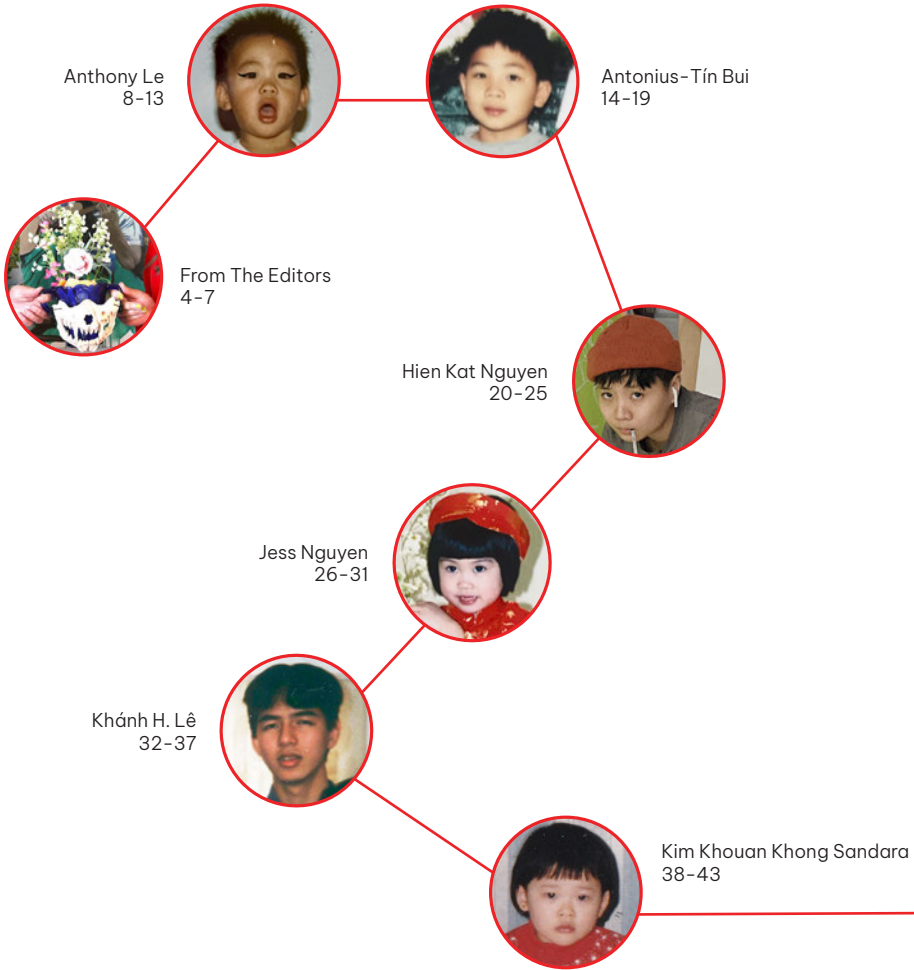 Anthony Le
8-13
Antonius-Tín Bui
14-19
From The Editors
4-7
Hien Kat Nguyen
20-25
Jess Nguyen
26-31
Khánh H. Lê
32-37
Kim Khouan Khong Sandara
38-43